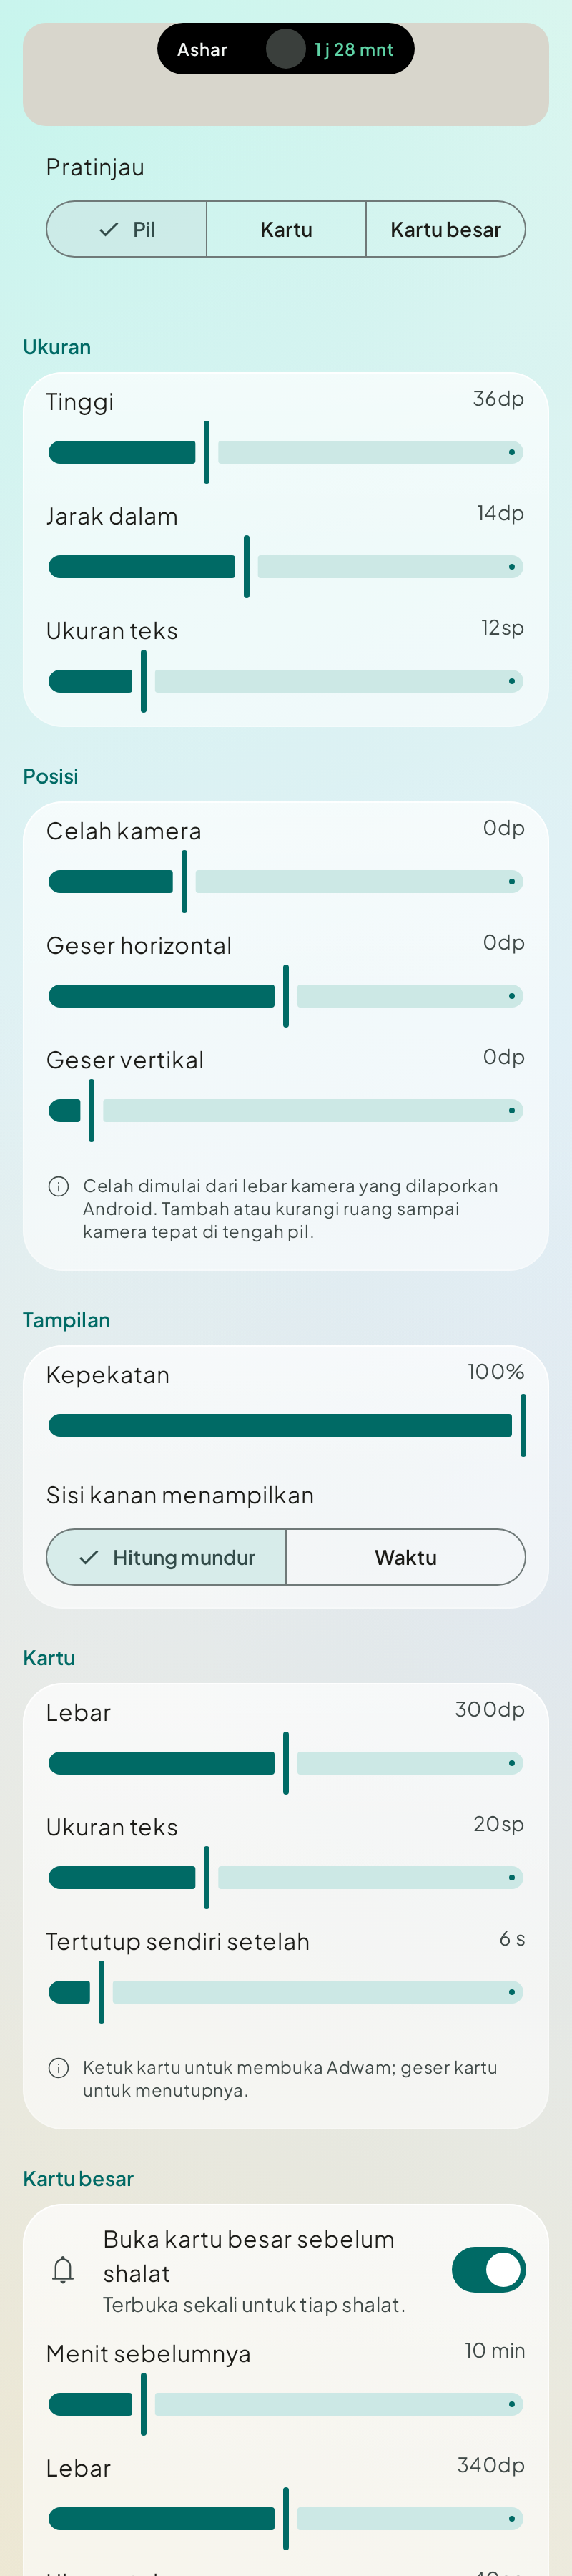 Ashar
1 j 28 mnt
Pratinjau
Pil
Kartu
Kartu besar
Ukuran
Tinggi
36dp
Jarak dalam
14dp
Ukuran teks
12sp
Posisi
Celah kamera
0dp
Geser horizontal
0dp
Geser vertikal
0dp
Celah dimulai dari lebar kamera yang dilaporkan
Android. Tambah atau kurangi ruang sampai
kamera tepat di tengah pil.
Tampilan
Kepekatan
100%
Sisi kanan menampilkan
Hitung mundur
Waktu
Kartu
Lebar
300dp
Ukuran teks
20sp
Tertutup sendiri setelah
6 s
Ketuk kartu untuk membuka Adwam; geser kartu
untuk menutupnya.
Kartu besar
Buka kartu besar sebelum
shalat
Terbuka sekali untuk tiap shalat.
Menit sebelumnya
10 min
Lebar
340dp